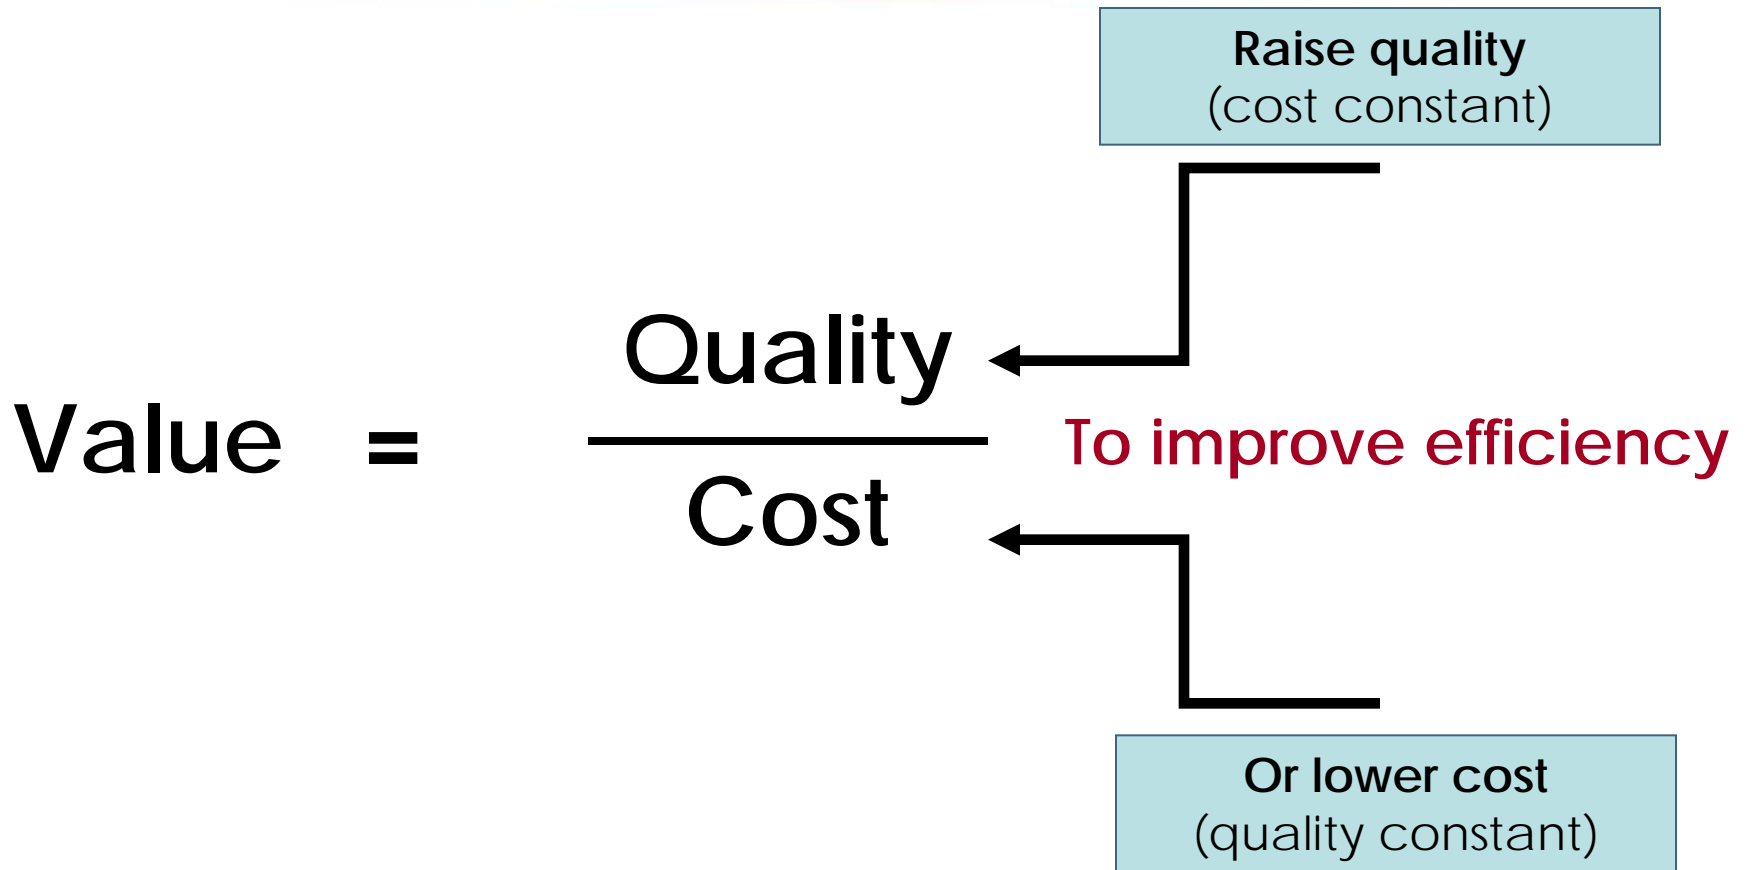 Raise quality
(cost constant)
Quality
Value =
To improve efficiency
Cost
Or lower cost
(quality constant)